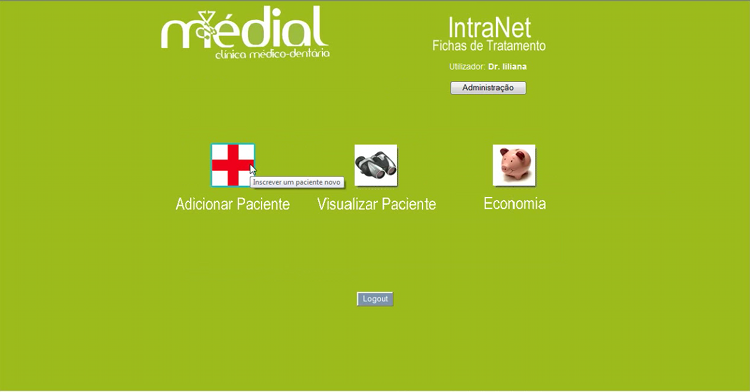 médial
clínica médico-dentária
IntraNet
Fichas de Tratamento
Utilizador: Dr. liliana
Administração
Inscrever um paciente novo
Adicionar Paciente
Visualizar Paciente
Economia
Logout